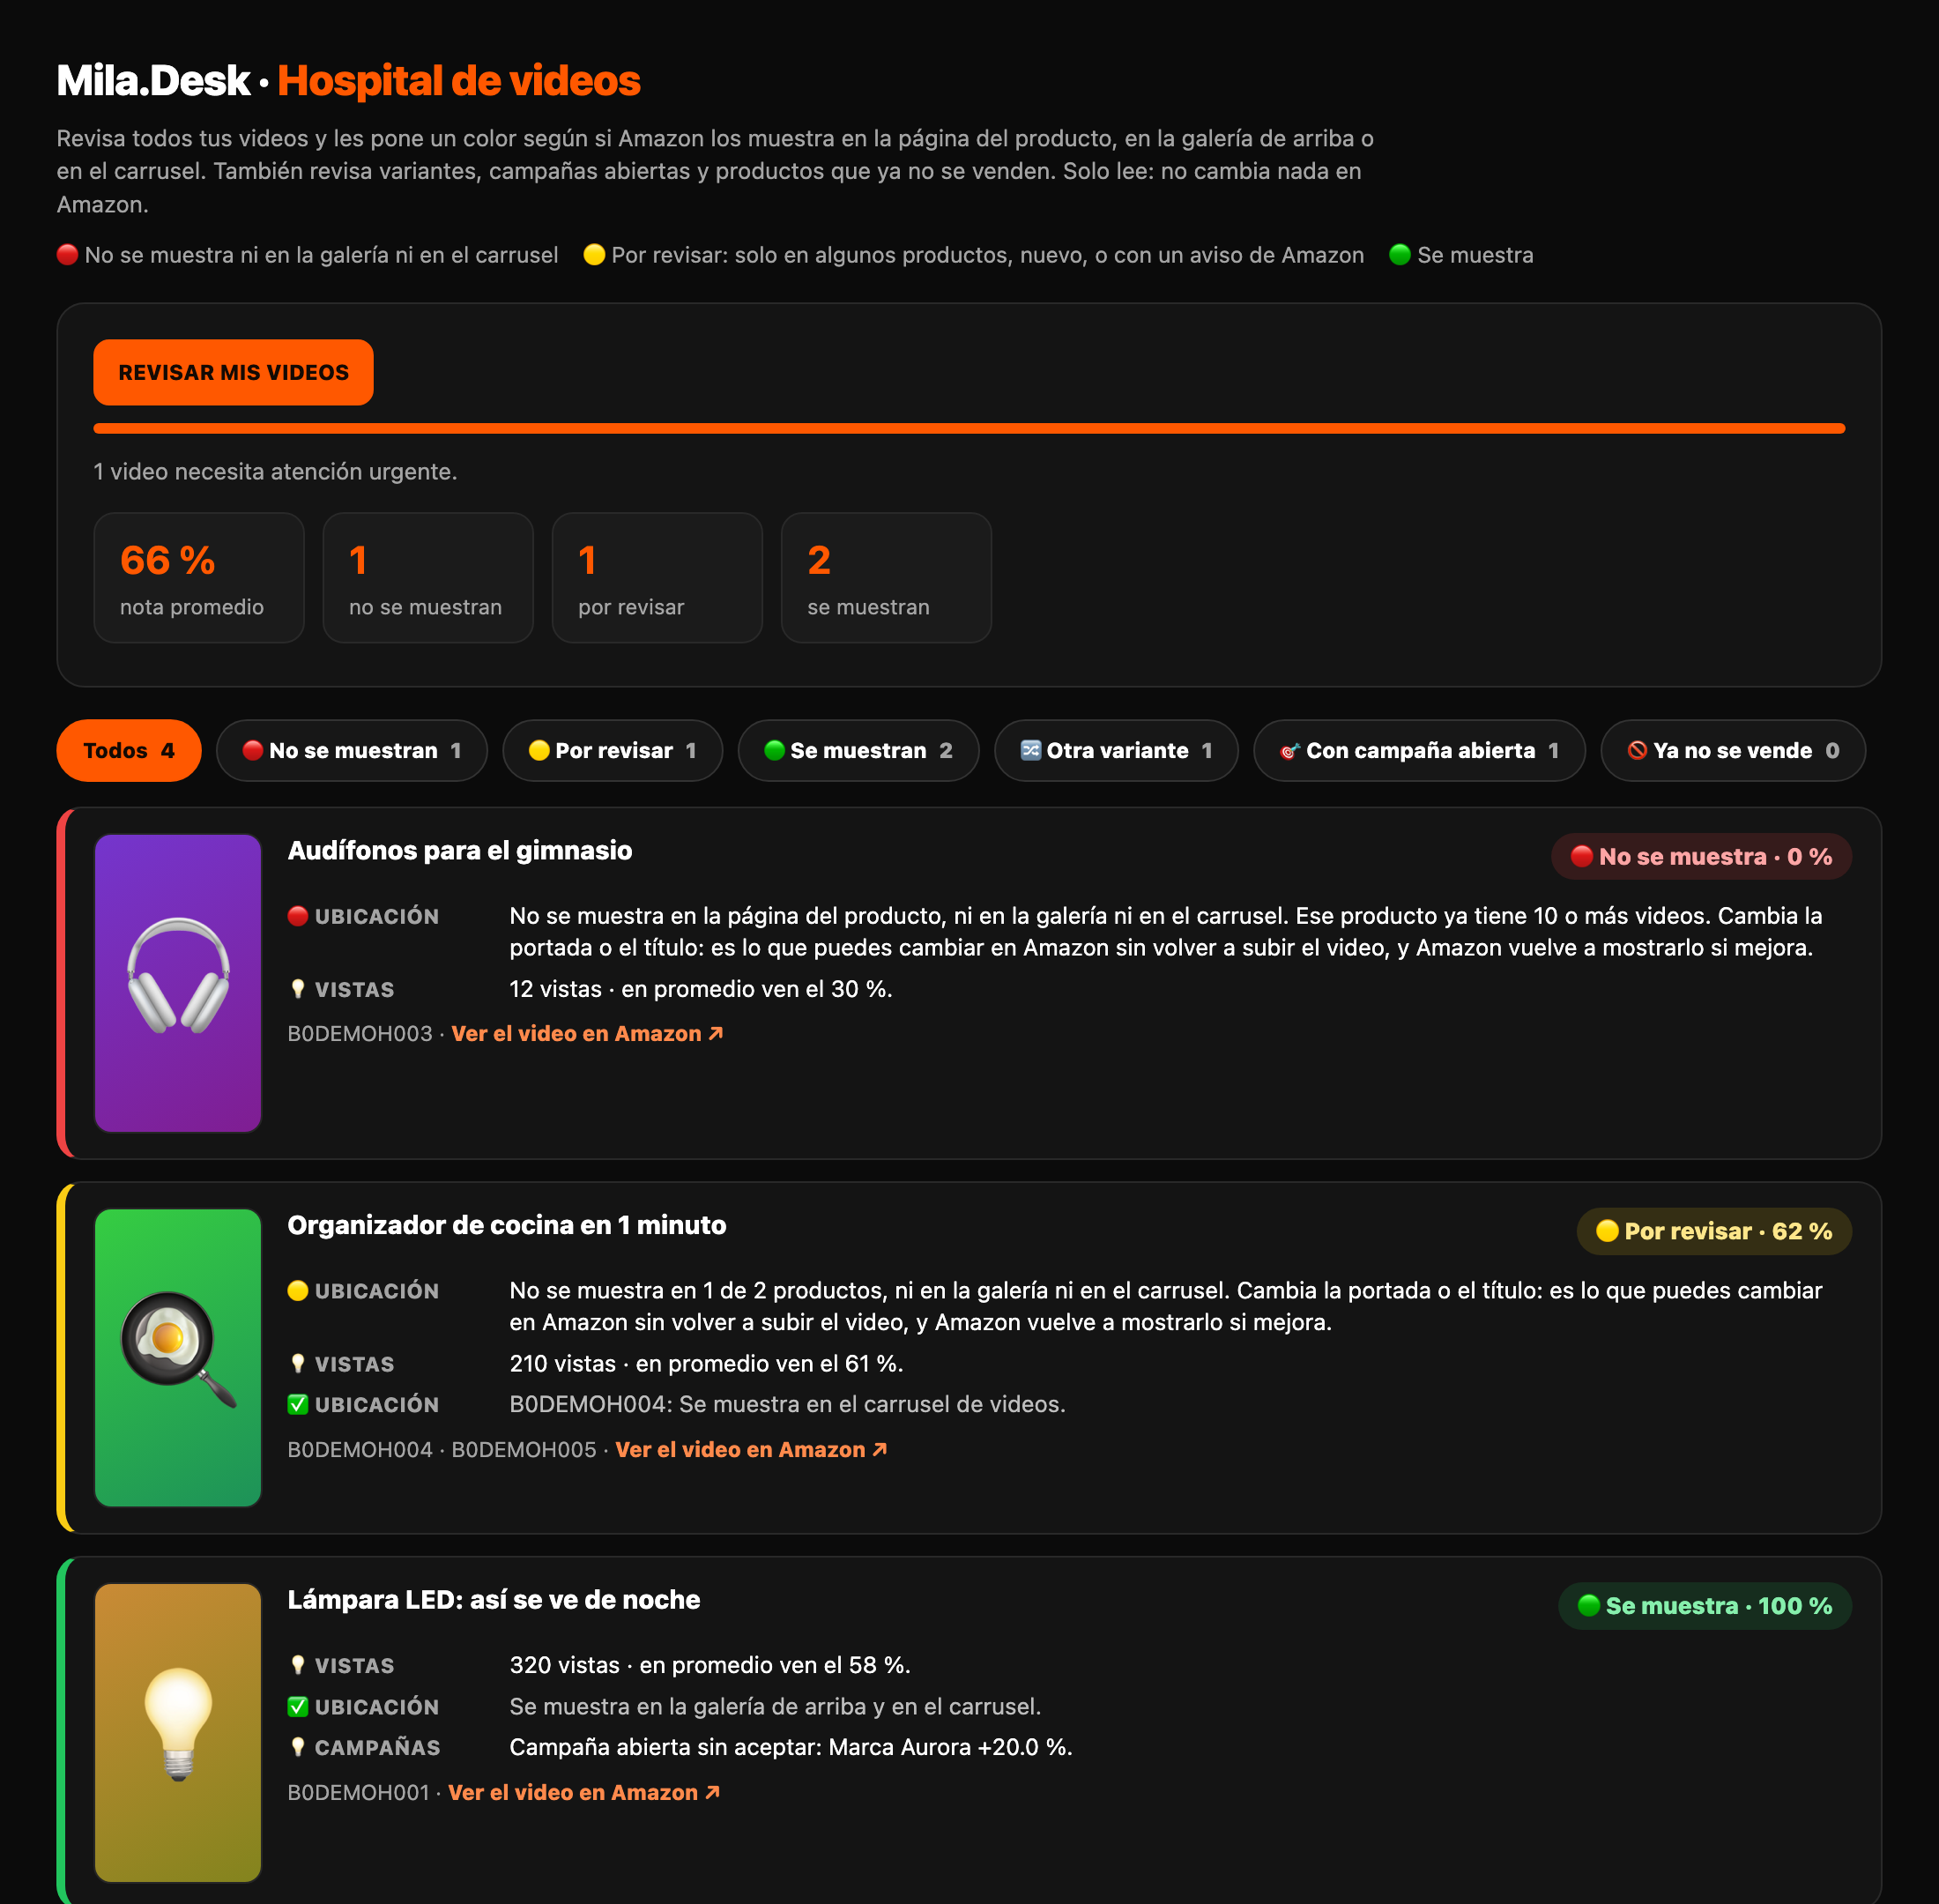 Mila.Desk · Hospital de videos
Revisa todos tus videos y les pone un color según si Amazon los muestra en la página del producto, en la galería de arriba o
en el carrusel. También revisa variantes, campañas abiertas y productos que ya no se venden. Solo lee: no cambia nada en
Amazon.
No se muestra ni en la galería ni en el carrusel Por revisar: solo en algunos productos, nuevo, o con un aviso de Amazon Se muestra
REVISAR MIS VIDEOS
1 video necesita atención urgente.
66 % 1 1 2
nota promedio no se muestran por revisar se muestran
Todos 4 No se muestran 1 Por revisar 1 Se muestran 2 Otra variante 1 Con campaña abierta 1 Ya no se vende 0
Audífonos para el gimnasio No se muestra · 0 %
UBICACIÓN No se muestra en la página del producto, ni en la galería ni en el carrusel. Ese producto ya tiene 10 o más videos. Cambia la
portada o el título: es lo que puedes cambiar en Amazon sin volver a subir el video, y Amazon vuelve a mostrarlo si mejora.
VISTAS 12 vistas · en promedio ven el 30 %.
B0DEMOH003 · Ver el video en Amazon ↗
Organizador de cocina en 1 minuto Por revisar · 62 %
UBICACIÓN No se muestra en 1 de 2 productos, ni en la galería ni en el carrusel. Cambia la portada o el título: es lo que puedes cambiar
en Amazon sin volver a subir el video, y Amazon vuelve a mostrarlo si mejora.
VISTAS 210 vistas · en promedio ven el 61 %.
UBICACIÓN B0DEMOH004: Se muestra en el carrusel de videos.
B0DEMOH004 · B0DEMOH005 · Ver el video en Amazon ↗
Lámpara LED: así se ve de noche Se muestra · 100 %
VISTAS 320 vistas · en promedio ven el 58 %.
UBICACIÓN Se muestra en la galería de arriba y en el carrusel.
CAMPAÑAS Campaña abierta sin aceptar: Marca Aurora +20.0 %.
B0DEMOH001 · Ver el video en Amazon ↗